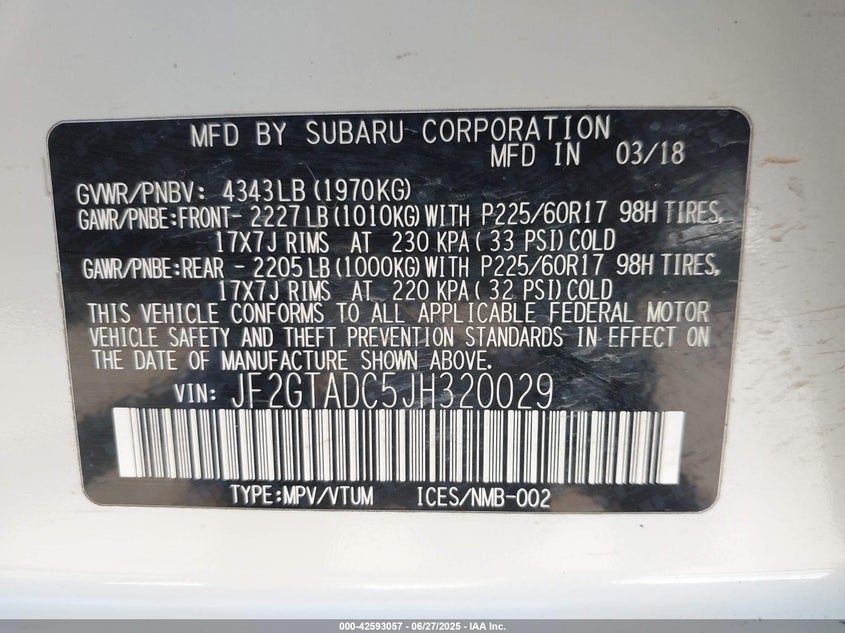 MFD BY SUBARU CORPORATION
MFD IN 03/18
GVWR/PNBV: 4343LB (1970KG)
GAWR/PNBE:FRONT- 2227LB (1010KG) WITH P225/60R17 98H TIRES,
17X7J RIMS AT 230 KPA ( 33 PSI) COLD
GAWR/PNBE:REAR - 2205LB (1000KG) WITH P225/60R17 98H TIRES,
17X7J RIMS AT 220 KPA ( 32 PSI) COLD
THIS VEHICLE CONFORMS TO ALL APPLICABLE FEDERAL MOTOR
VEHICLE SAFETY AND THEFT PREVENTION STANDARDS IN EFFECT ON
THE DATE OF MANUFACTURE SHOWN ABOVE.
VIN: JF2GTADC5JH320029
TYPE:MPV/VTUM ICES/NMB-002
000-42593057 - 06/27/2025 - IAA Inc.